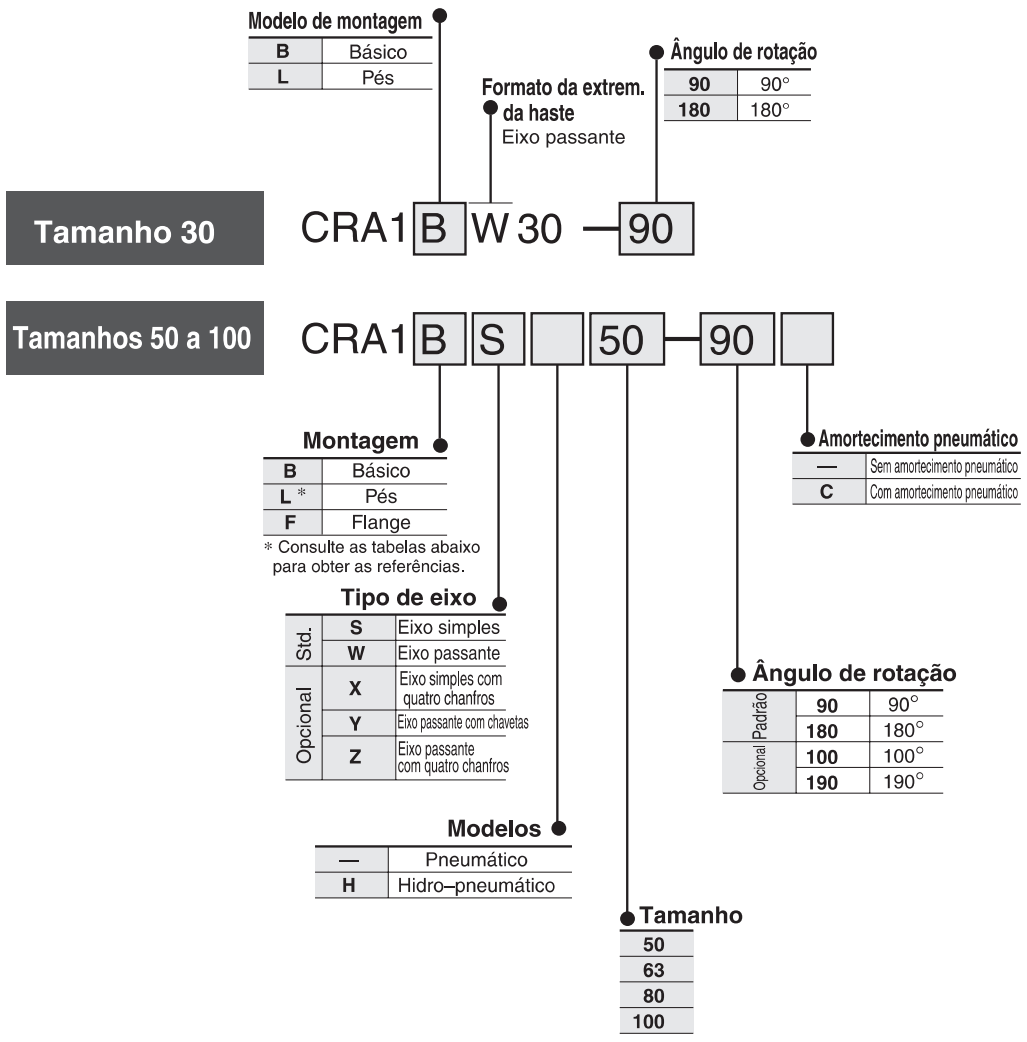 Modelo de montagem
B Básico
L Pés
Formato da extrem.
da haste
Eixo passante
Ângulo de rotação
90 90°
180 180°
Tamanho 30
CRA1 B W 30 — 90
Tamanhos 50 a 100
CRA1 B S 50 — 90
Montagem
B Básico
L * Pés
F Flange
* Consulte as tabelas abaixo
para obter as referências.
Amortecimento pneumático
— Sem amortecimento pneumático
C Com amortecimento pneumático
Tipo de eixo
Std.
S Eixo simples
W Eixo passante
Opcional
X Eixo simples com
quatro chanfros
Y Eixo passante com chavetas
Z Eixo passante
com quatro chanfros
Ângulo de rotação
Padrão
90 90°
180 180°
Opcional
100 100°
190 190°
Modelos
— Pneumático
H Hidro–pneumático
Tamanho
50
63
80
100